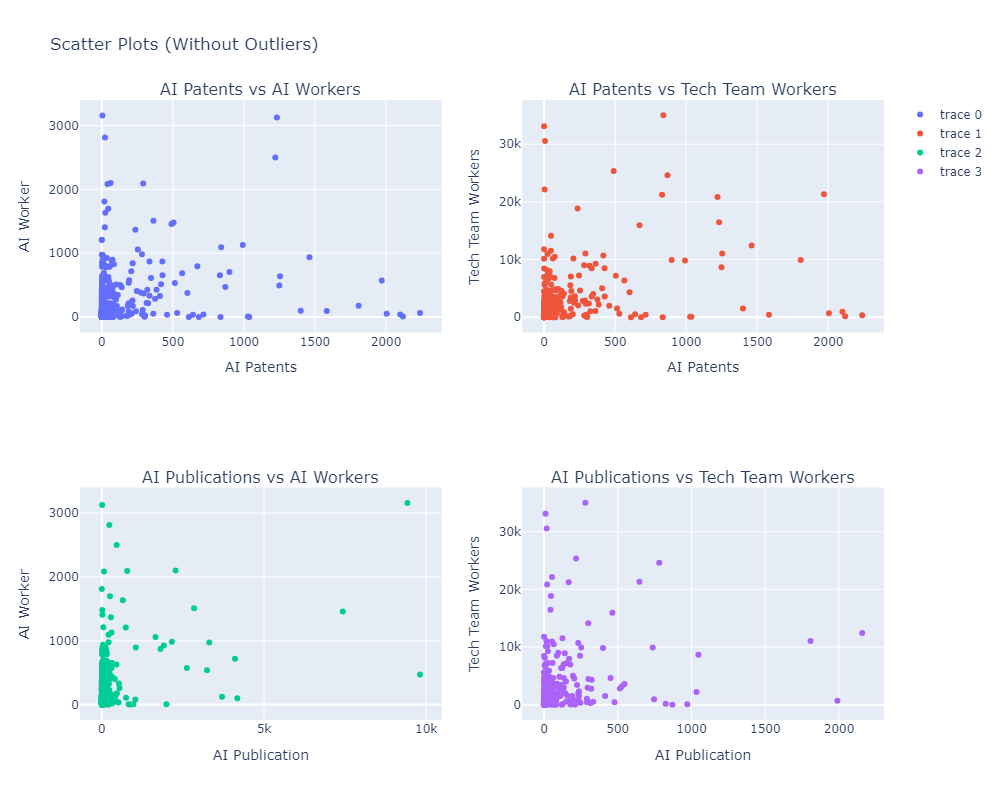 Scatter Plots (Without Outliers)
AI Patents vs AI Workers
AI Worker
3000
2000
1000
0
0
500
1000
1500
2000
AI Patents
AI Patents vs Tech Team Workers
Tech Team Workers
30k
20k
10k
0
0
500
1000
1500
2000
AI Patents
trace 0
trace 1
trace 2
trace 3
AI Publications vs AI Workers
AI Worker
3000
2000
1000
0
0
5k
10k
AI Publication
AI Publications vs Tech Team Workers
Tech Team Workers
30k
20k
10k
0
0
500
1000
1500
2000
AI Publication